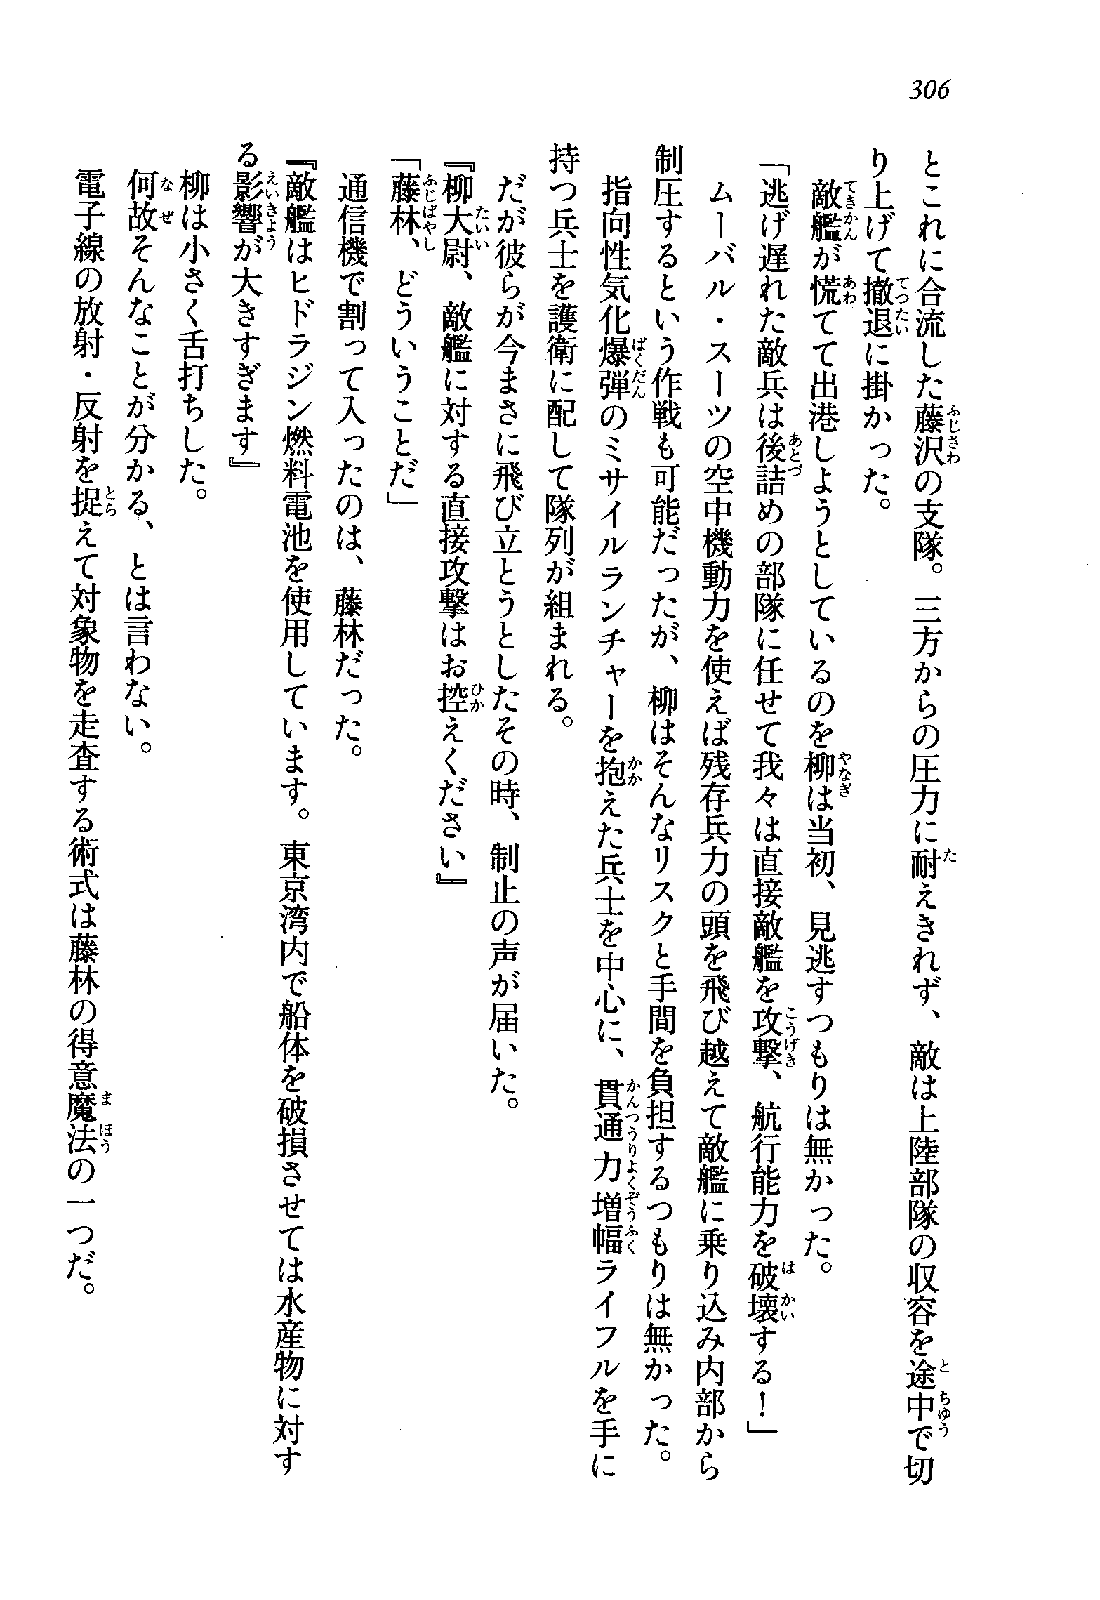 306
とこれに合流した藤沢の支隊。三方からの圧力に耐えきれず、敵は上陸部隊の収容を途中で切
り上げて撤退に掛かった。
敵艦が慌てて出港しようとしているのを柳は当初、見逃すつもりは無かった。
「逃げ遅れた敵兵は後詰めの部隊に任せて我々は直接敵艦を攻撃、航行能力を破壊する！」
ムーバル・スーツの空中機動力を使えば残存兵力の頭を飛び越えて敵艦に乗り込み内部から
制圧するという作戦も可能だったが、柳はそんなリスクと手間を負担するつもりは無かった。
指向性気化爆弾のミサイルランチャーを抱えた兵士を中心に、貫通力増幅ライフルを手に
持つ兵士を護衛に配して隊列が組まれる。
だが彼らが今まさに飛び立とうとしたその時、制止の声が届いた。
『柳大尉、敵艦に対する直接攻撃はお控えください』
「藤林、どういうことだ」
通信機で割って入ったのは、藤林だった。
『敵艦はヒドラジン燃料電池を使用しています。東京湾内で船体を破損させては水産物に対す
る影響が大きすぎます』
柳は小さく舌打ちした。
何故そんなことが分かる、とは言わない。
電子線の放射・反射を捉えて対象物を走査する術式は藤林の得意魔法の一つだ。